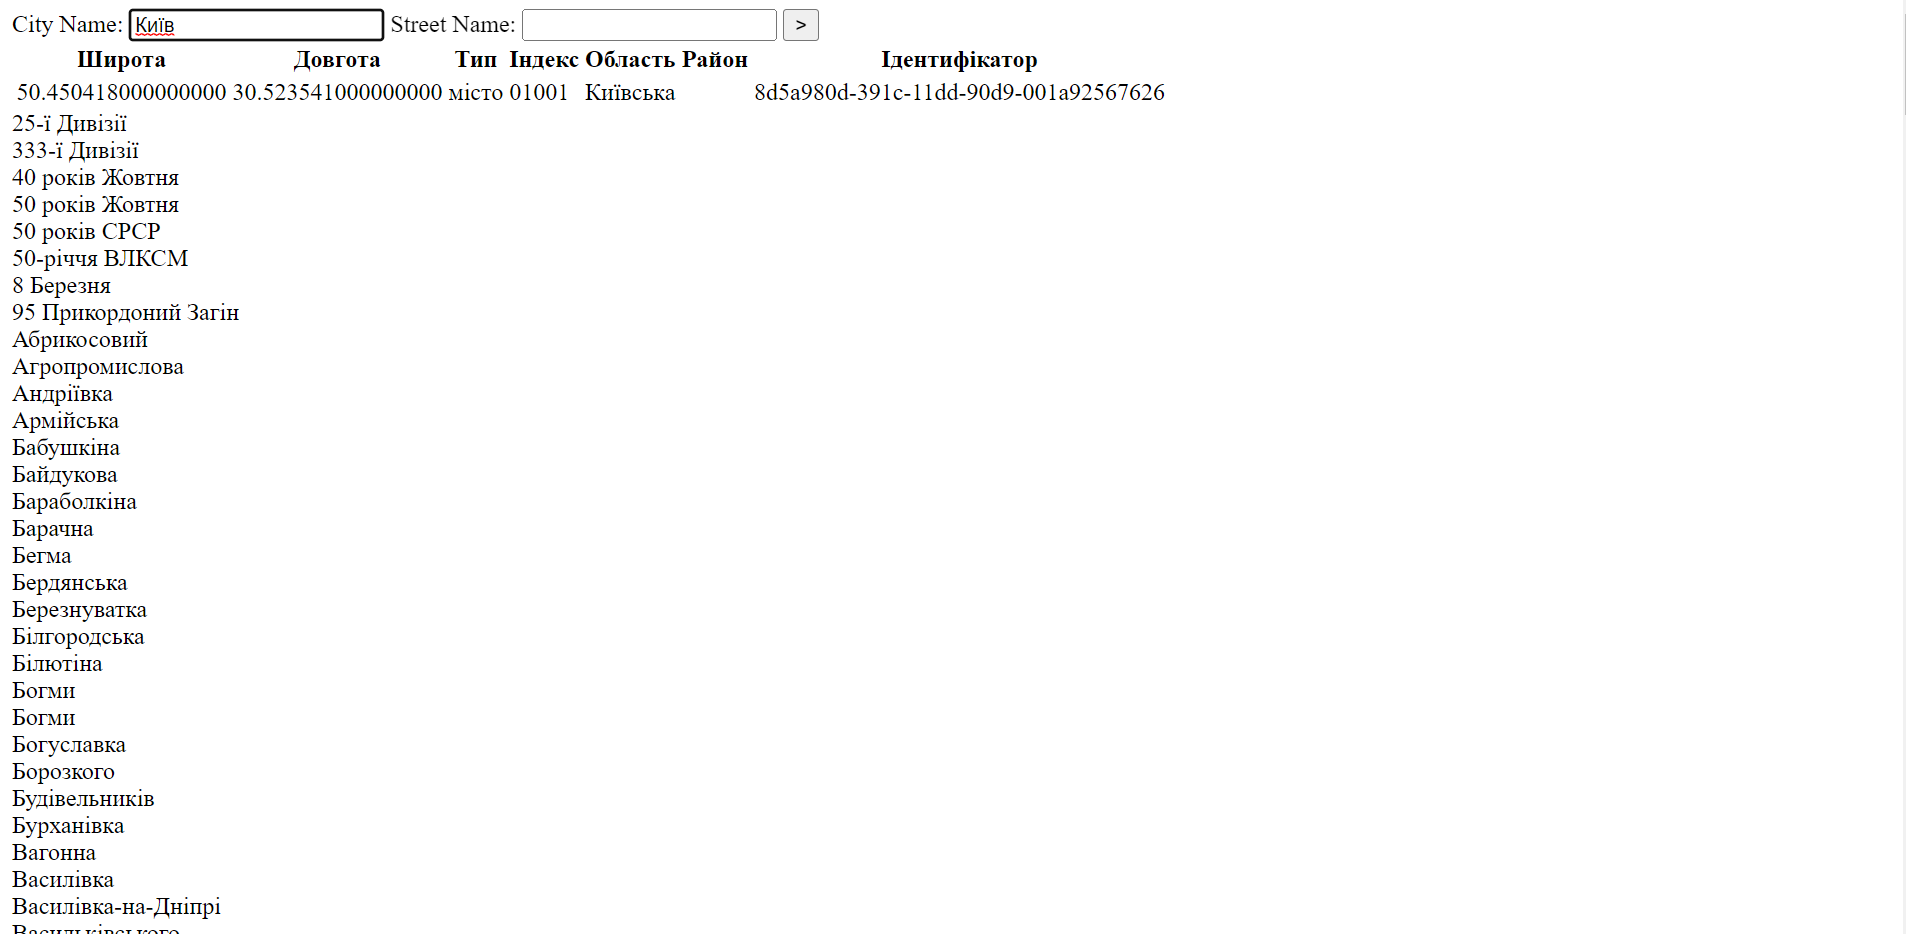 City Name: Київ Street Name: >
Широта Довгота Тип Індекс Область Район Ідентифікатор
50.450418000000000 30.523541000000000 місто 01001 Київська 8d5a980d-391c-11dd-90d9-001a92567626
25-ї Дивізії
333-ї Дивізії
40 років Жовтня
50 років Жовтня
50 років СРСР
50-річчя ВЛКСМ
8 Березня
95 Прикордоний Загін
Абрикосовий
Агропромислова
Андріївка
Армійська
Бабушкіна
Байдукова
Бараболкіна
Барачна
Бегма
Бердянська
Березнуватка
Білгородська
Білютіна
Богми
Богми
Богуславка
Борозкого
Будівельників
Бурханівка
Вагонна
Василівка
Василівка-на-Дніпрі
Васильківського